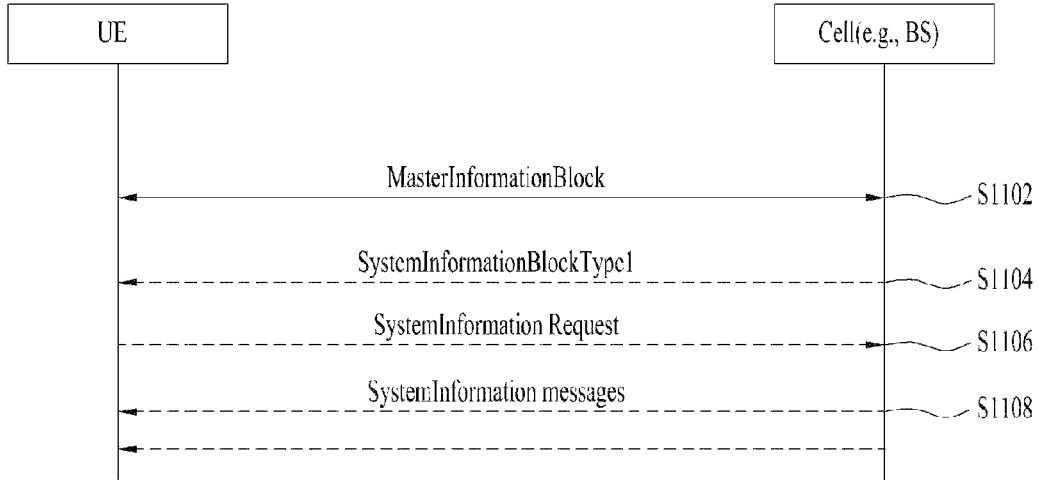 UE
Cell(e.g., BS)
MasterInformationBlock
S1102
SystemInformationBlockType1
S1104
SystemInformation Request
S1106
SystemInformation messages
S1108